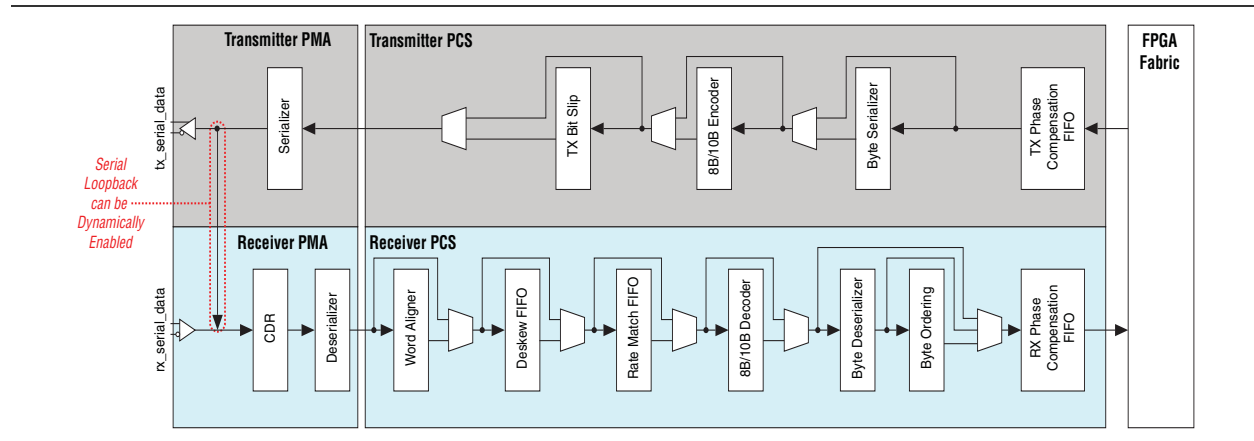 Transmitter PMA
Transmitter PCS
FPGA
Fabric
tx_serial_data
Serializer
TX Bit Slip
8B/10B Encoder
Byte Serializer
TX Phase
Compensation
FIFO
Serial
Loopback
can be
Dynamically
Enabled
Receiver PMA
Receiver PCS
rx_serial_data
CDR
Deserializer
Word Aligner
Deskew FIFO
Rate Match FIFO
8B/10B Decoder
Byte Deserializer
Byte Ordering
RX Phase
Compensation
FIFO